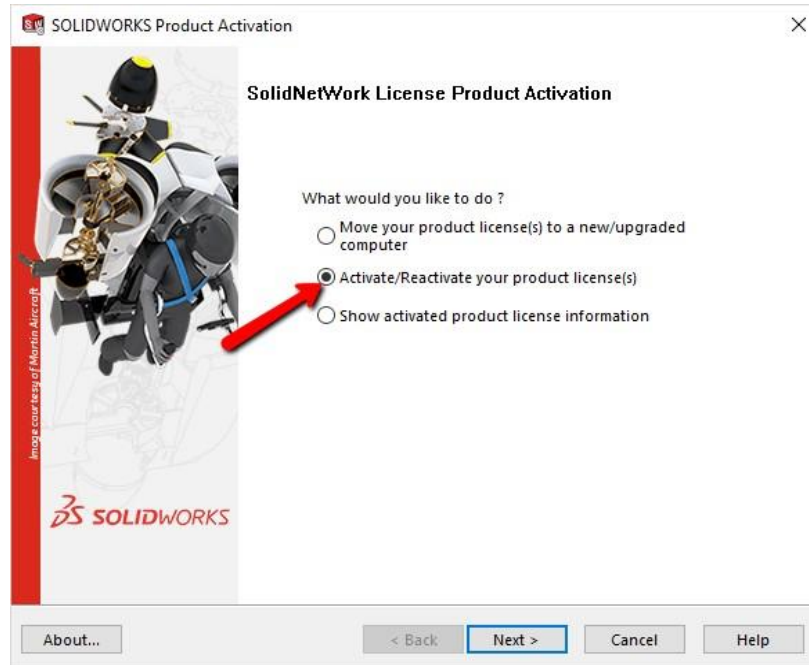 SOLIDWORKS Product Activation
SolidNetWork License Product Activation
What would you like to do ?
Move your product license(s) to a new/upgraded
computer
Activate/Reactivate your product license(s)
Show activated product license information
Image courtesy of Martin Aircraft
SOLIDWORKS
About...
< Back
Next >
Cancel
Help